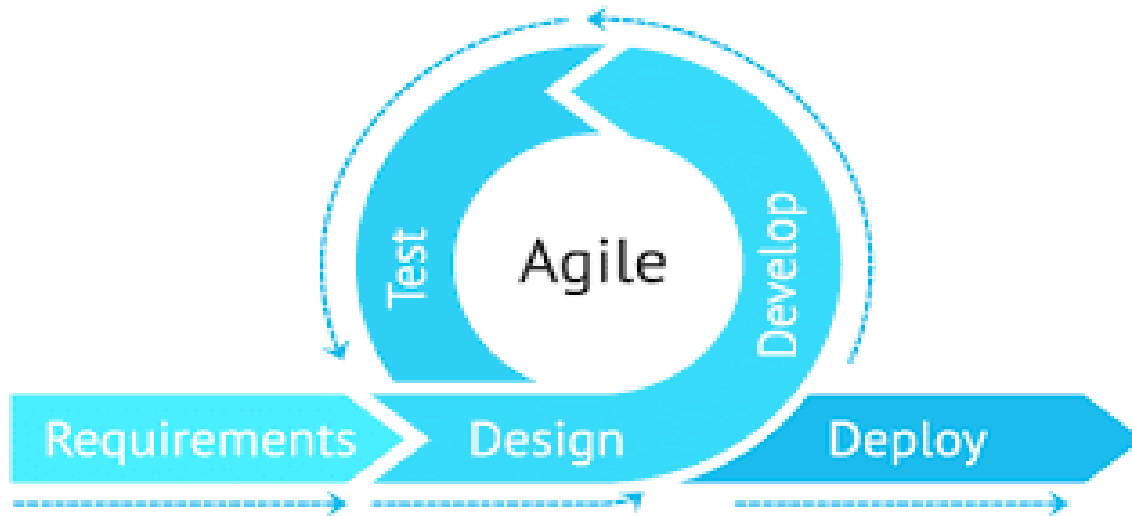 Agile
Test
Develop
Requirements
Design
Deploy